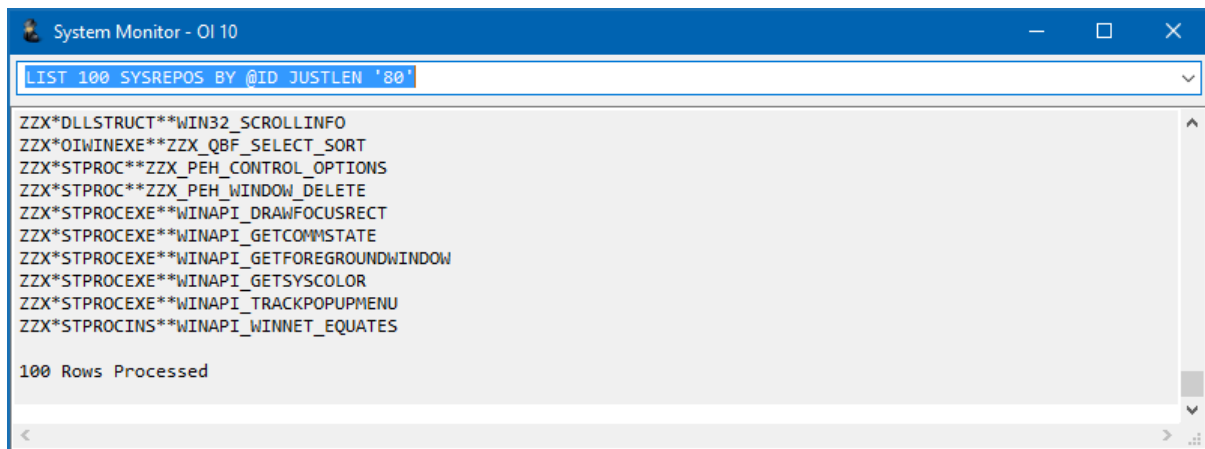 System Monitor - OI 10
LIST 100 SYSREPOS BY @ID JUSTLEN '80'
ZZX*DLLSTRUCT**WIN32_SCROLLINFO
ZZX*OIWINEXE**ZZX_QBF_SELECT_SORT
ZZX*STPROC**ZZX_PEH_CONTROL_OPTIONS
ZZX*STPROC**ZZX_PEH_WINDOW_DELETE
ZZX*STPROCEXE**WINAPI_DRAWFOCUSRECT
ZZX*STPROCEXE**WINAPI_GETCOMMSTATE
ZZX*STPROCEXE**WINAPI_GETFOREGROUNDWINDOW
ZZX*STPROCEXE**WINAPI_GETSYSCOLOR
ZZX*STPROCEXE**WINAPI_TRACKPOPUPMENU
ZZX*STPROCINS**WINAPI_WINNET_EQUATES
100 Rows Processed